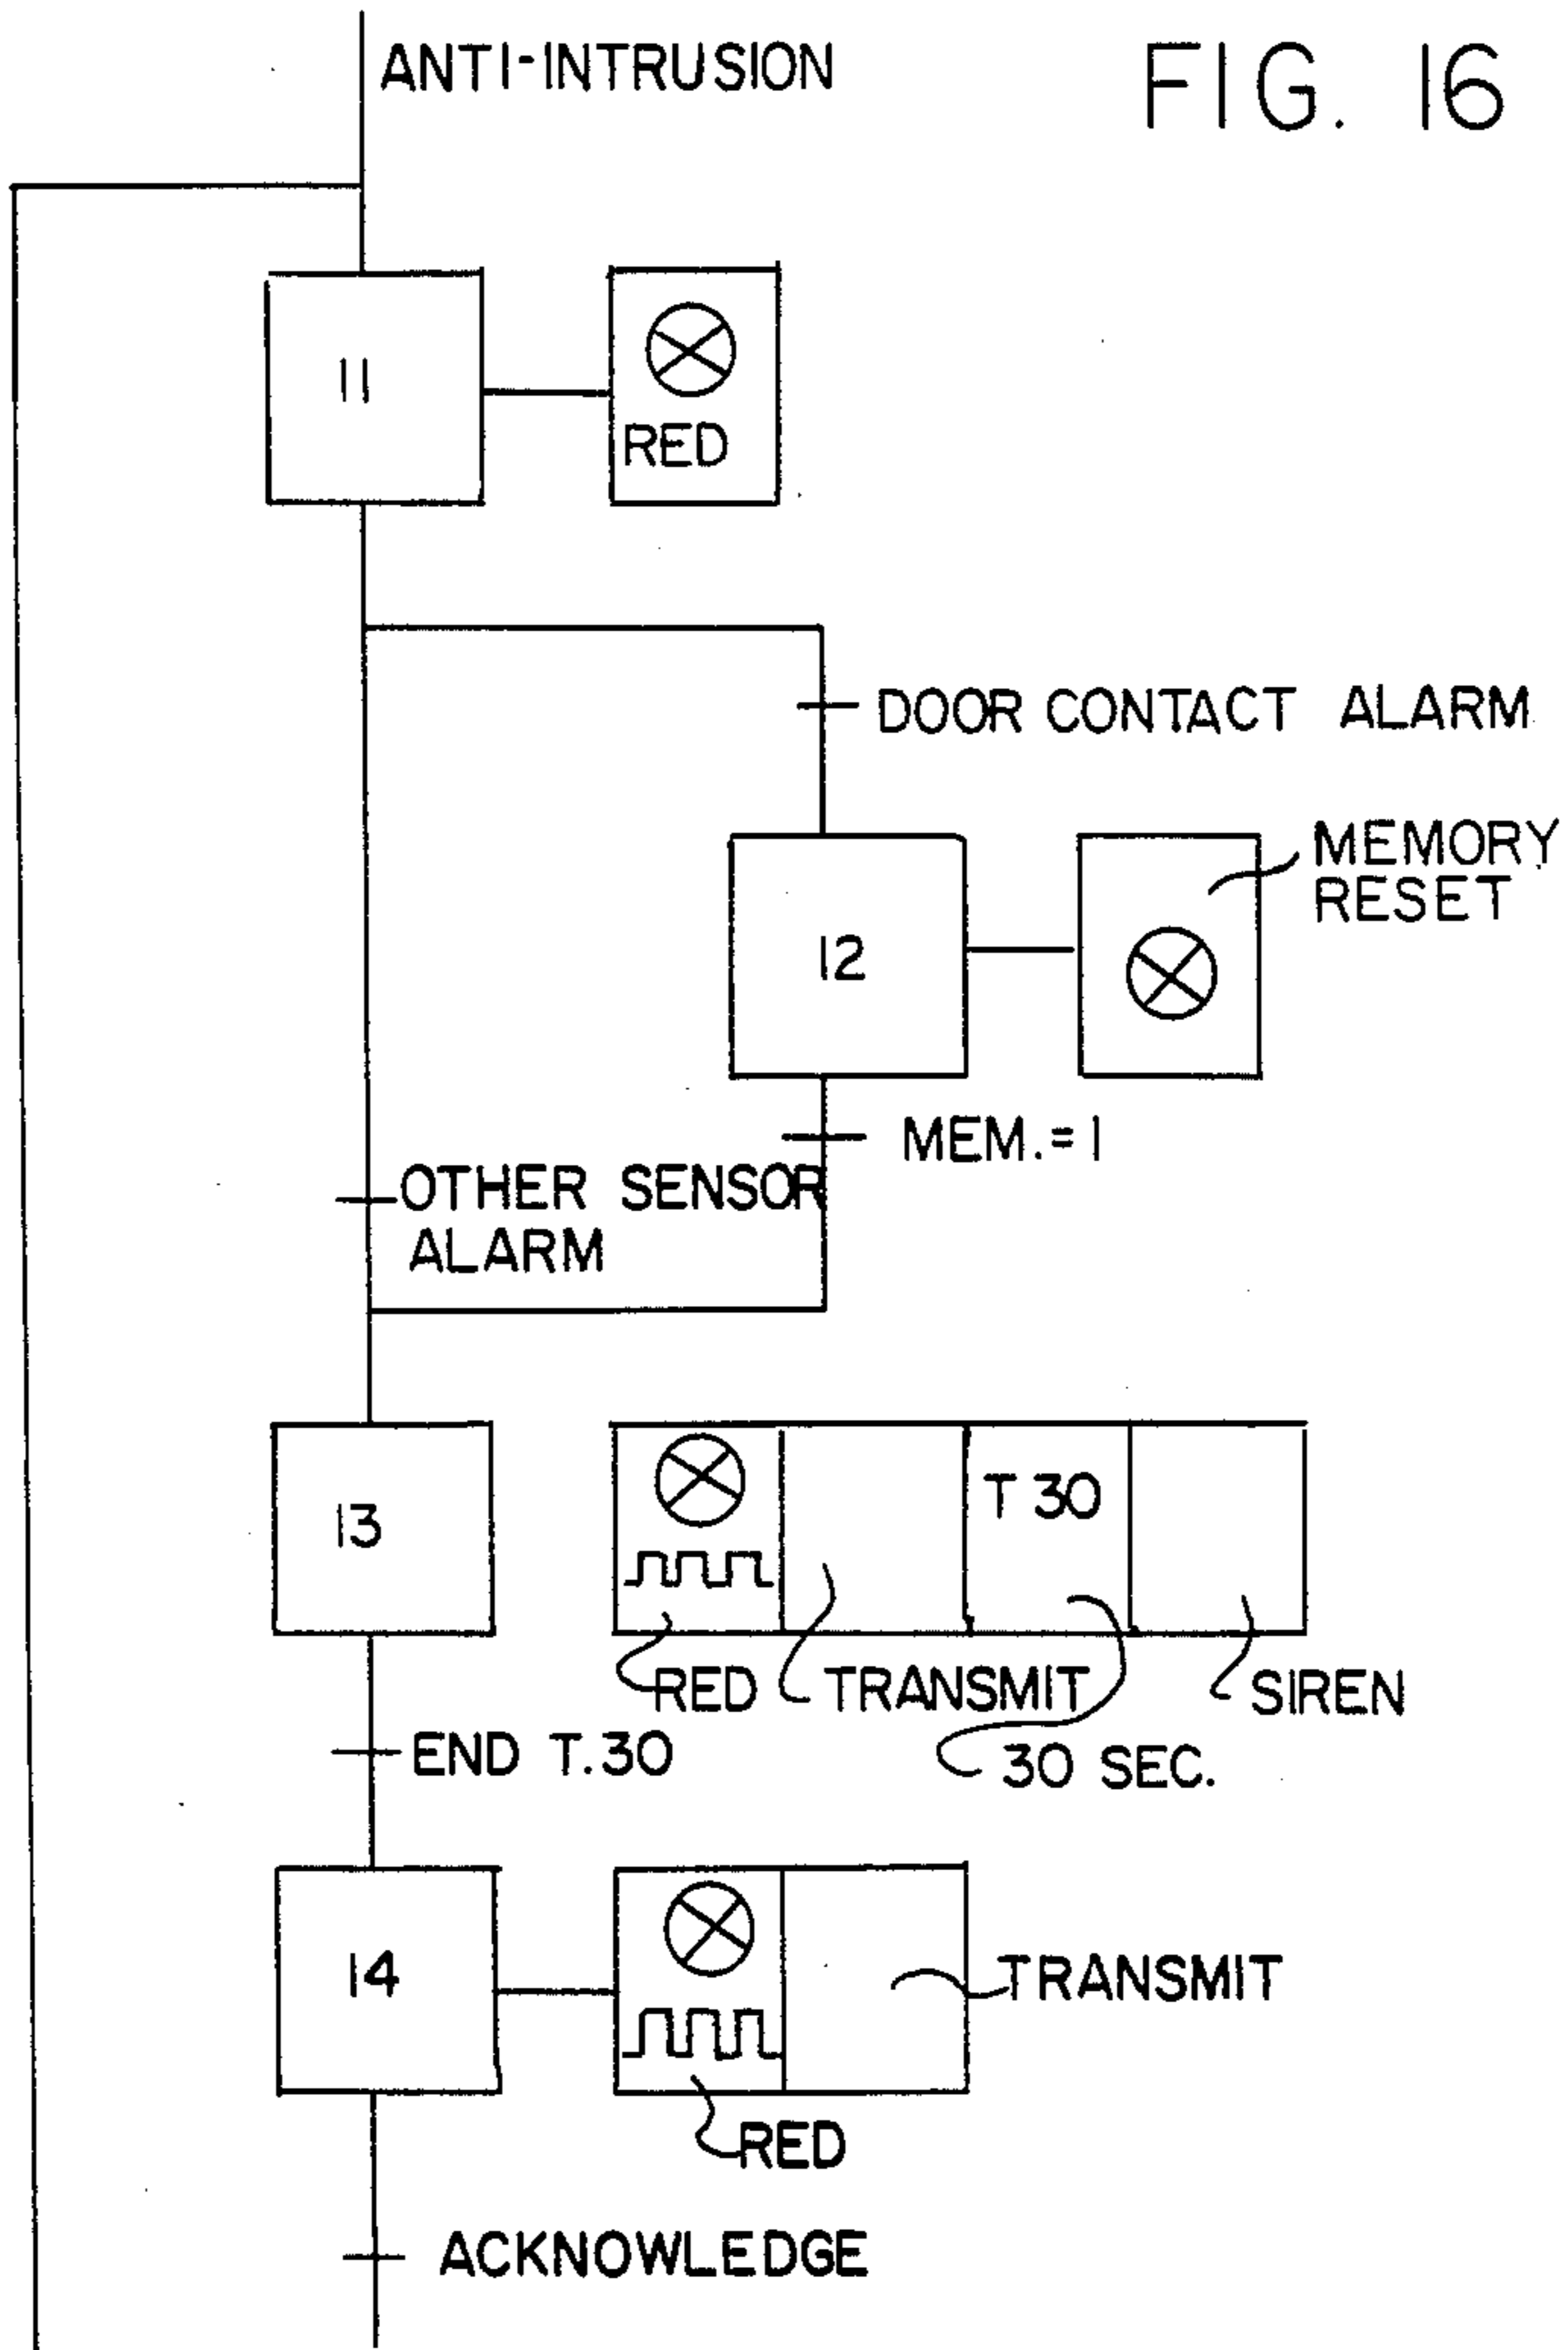 ANTI-INTRUSION
FIG. 16
11
RED
DOOR CONTACT ALARM
MEMORY
RESET
12
MEM.=1
OTHER SENSOR
ALARM
13
T 30
RED
TRANSMIT
SIREN
END T.30
30 SEC.
14
TRANSMIT
RED
ACKNOWLEDGE